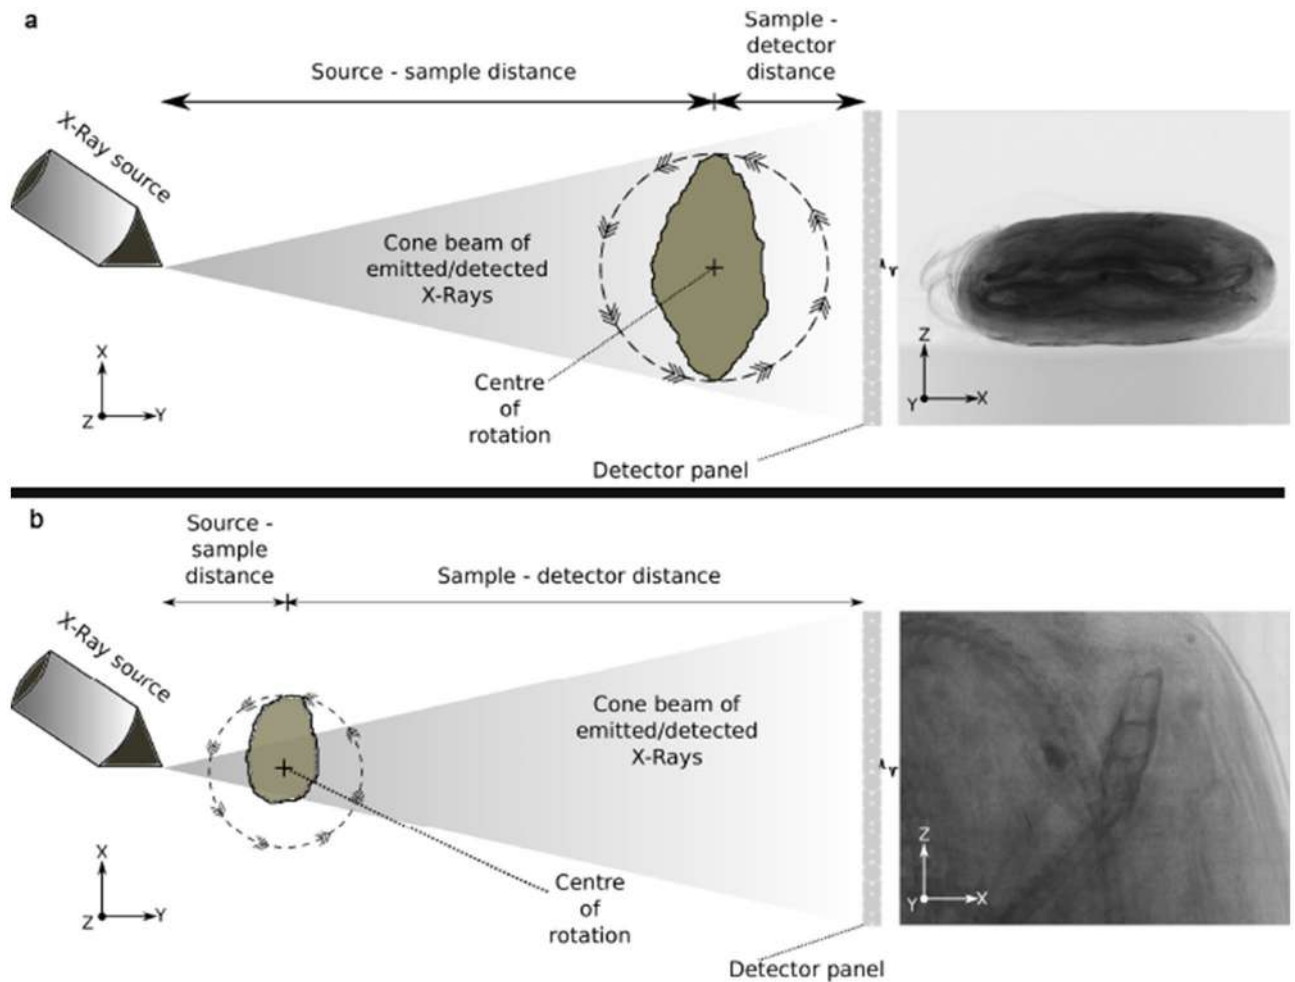 a
Sample -
detector
distance
Source - sample distance
X-Ray source
Cone beam of
emitted/detected
X-Rays
X
Z
Y
Centre
of
rotation
Detector panel
Z
Y
X
b
Source -
sample
distance
Sample - detector distance
X-Ray source
Cone beam of
emitted/detected
X-Rays
X
Z
Y
Centre
of
rotation
Detector panel
Z
Y
X